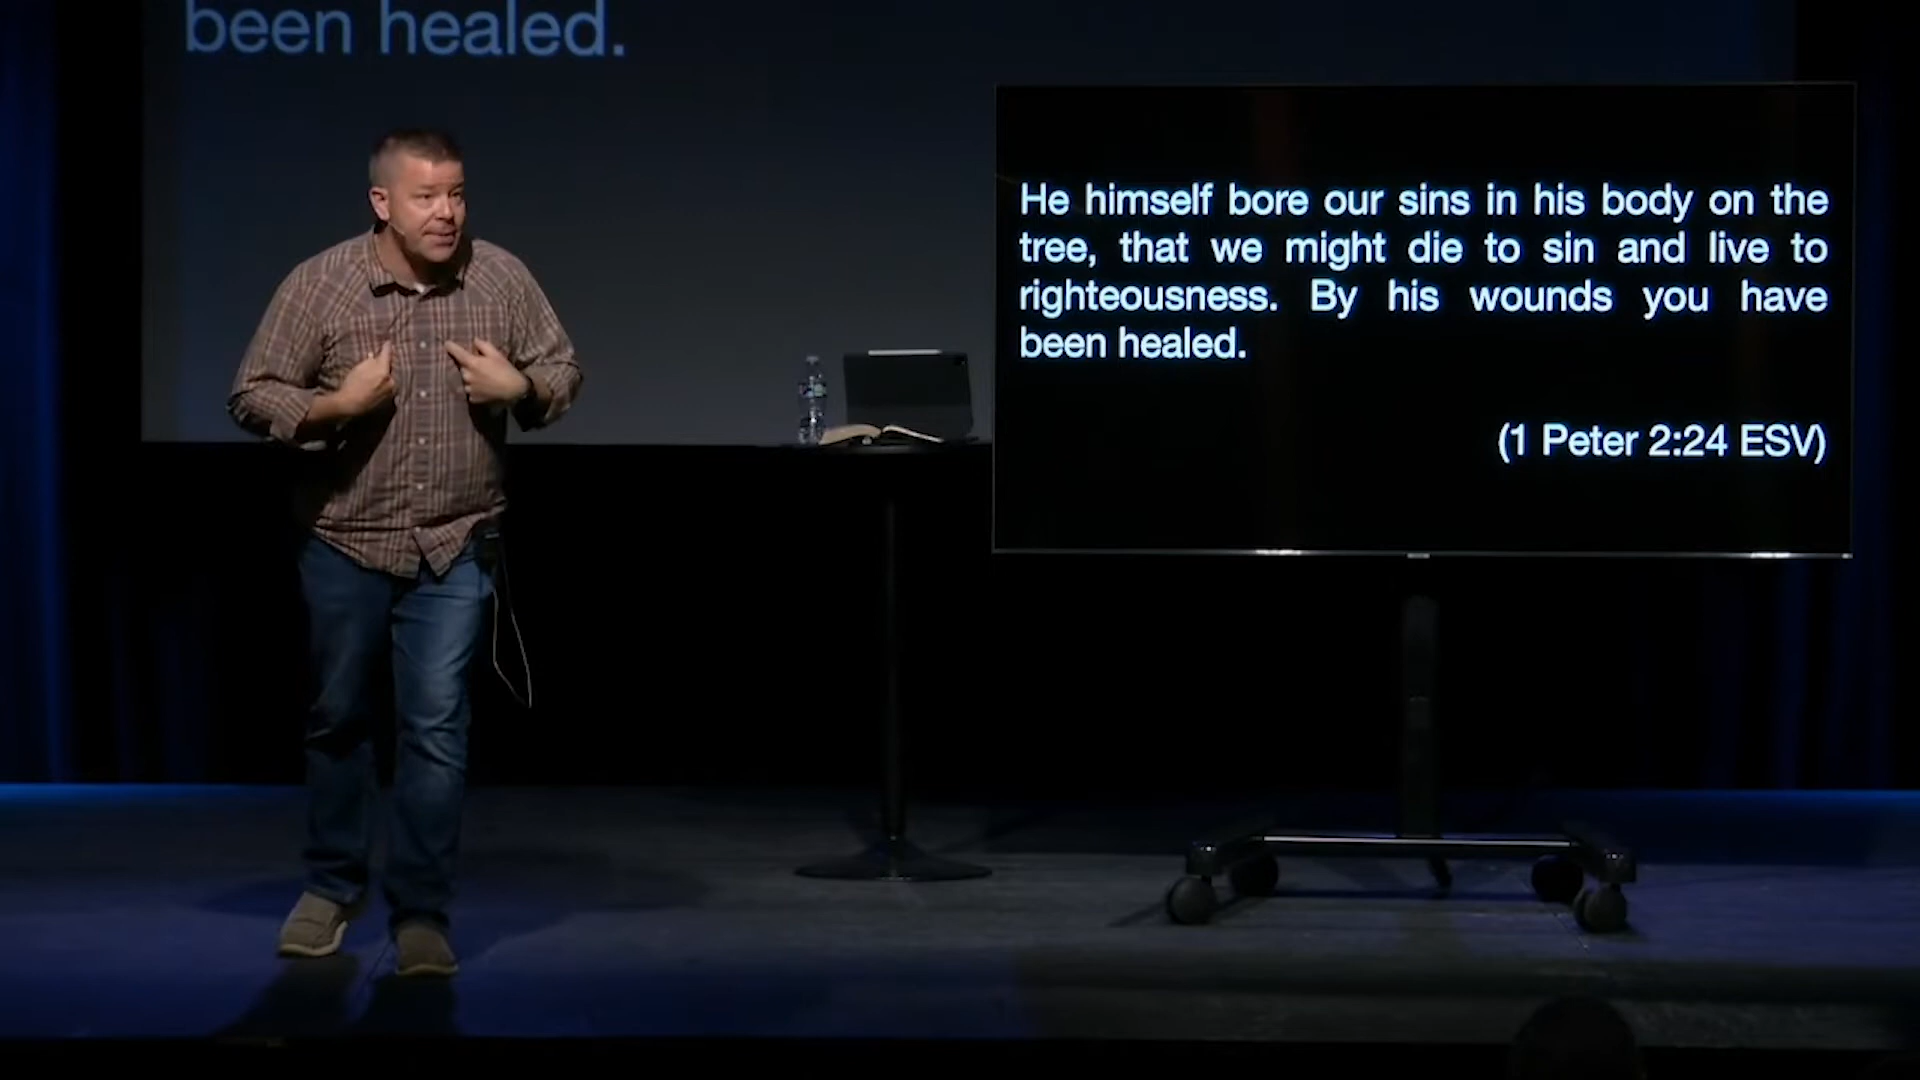 been healed.
He himself bore our sins in his body on the
tree, that we might die to sin and live to
righteousness. By his wounds you have
been healed.
(1 Peter 2:24 ESV)